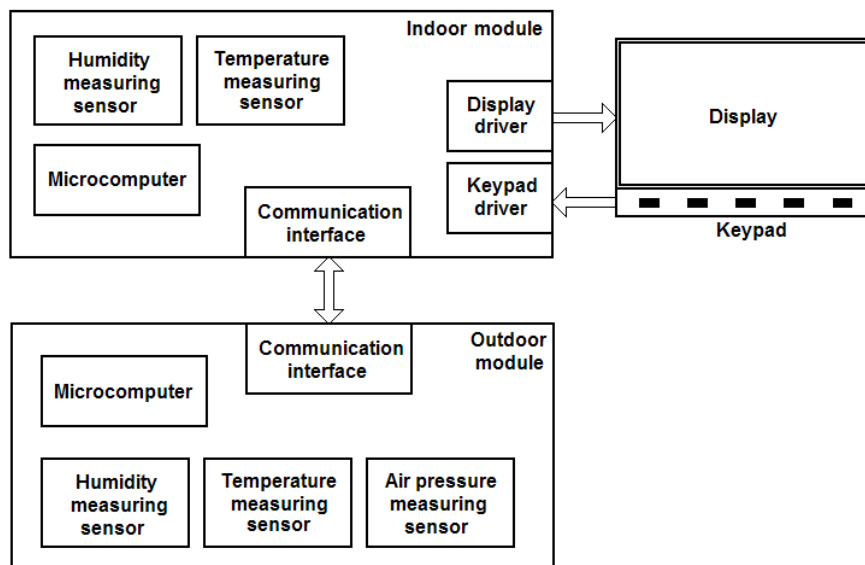 Indoor module
Humidity
measuring
sensor
Temperature
measuring
sensor
Display
driver
Display
Microcomputer
Keypad
driver
Communication
interface
Keypad
Outdoor
module
Communication
interface
Microcomputer
Humidity
measuring
sensor
Temperature
measuring
sensor
Air pressure
measuring
sensor